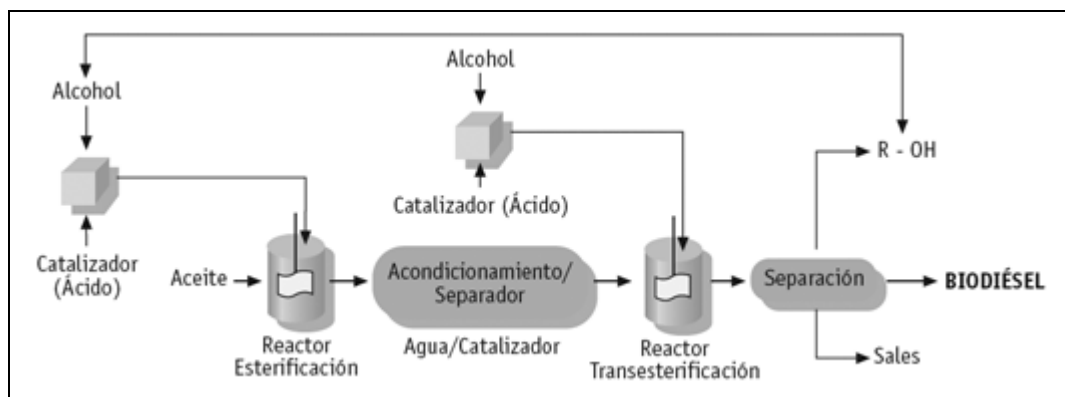 Alcohol
Catalizador
(Ácido)
Aceite
Reactor
Esterificación
Acondicionamiento/
Separador
Agua/Catalizador
Alcohol
Catalizador (Ácido)
Reactor
Transesterificación
Separación
R - OH
BIODIÉSEL
Sales